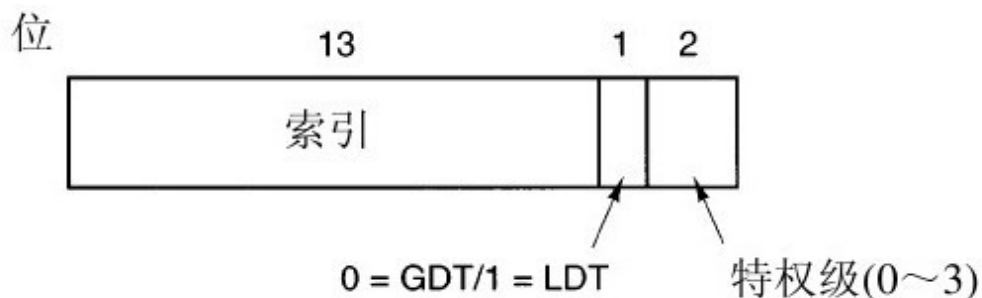 位 13 1 2
索引
0 = GDT/1 = LDT 特权级(0～3)